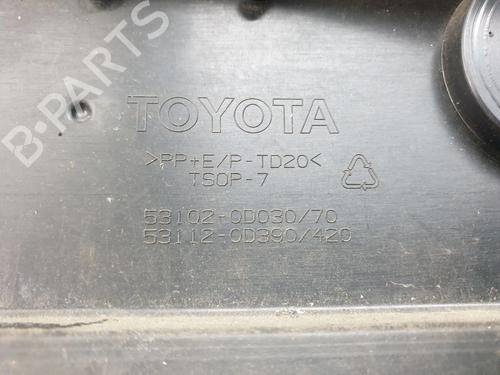 B-PARTS
TOYOTA
>PP+E/P-TD20<
TSOP-7
53102-0D030/70
53112-0D390/420